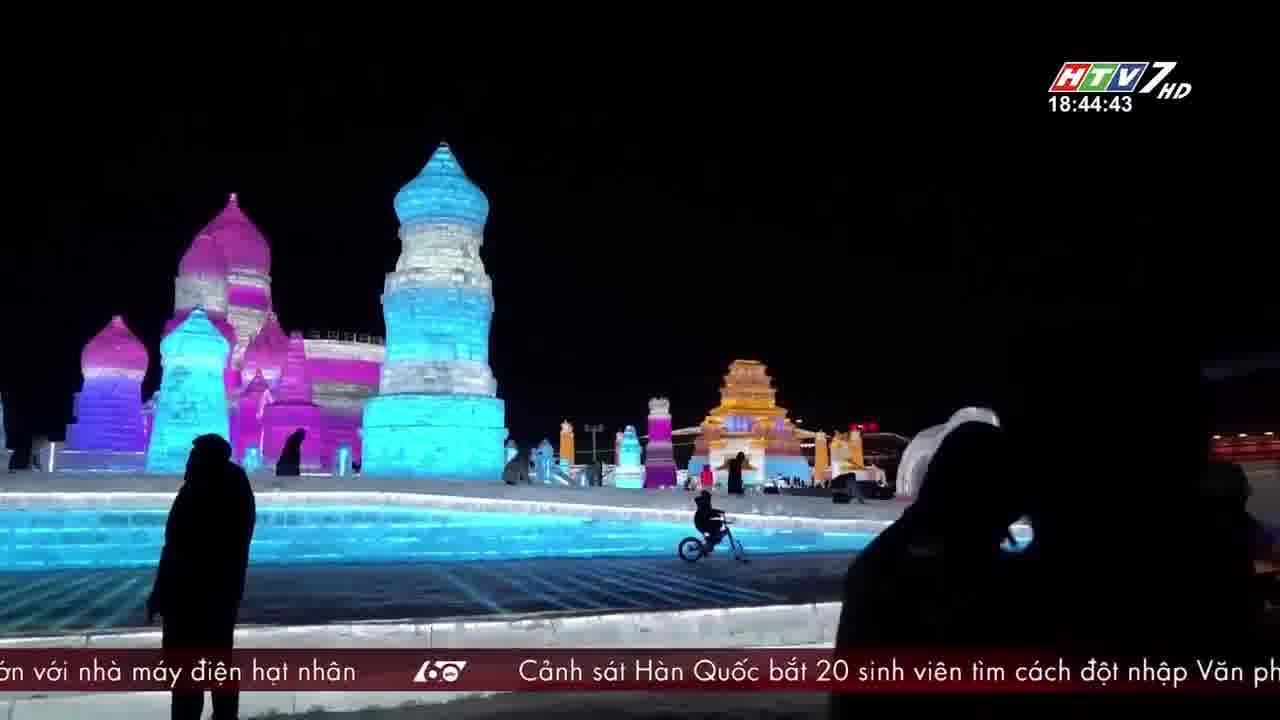 HTV7 HD
18:44:43
ớn với nhà máy điện hạt nhân 60 Cảnh sát Hàn Quốc bắt 20 sinh viên tìm cách đột nhập Văn ph